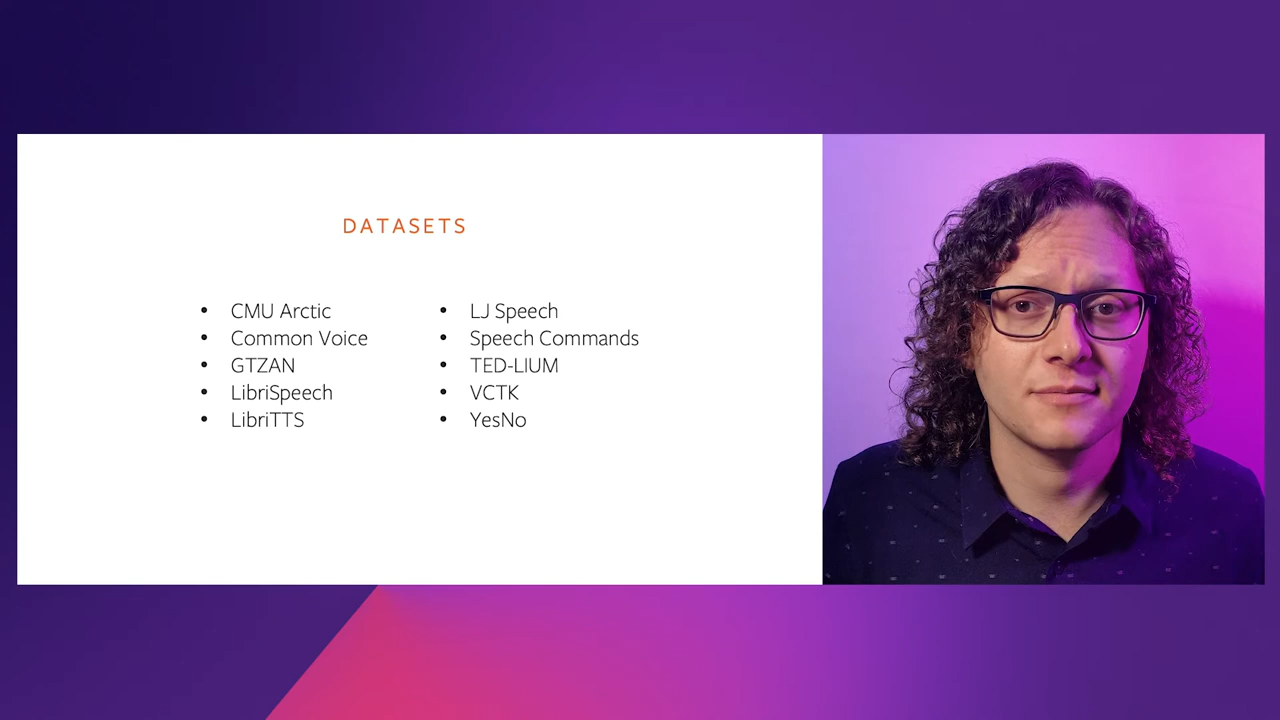 DATASETS
• CMU Arctic
• Common Voice
• GTZAN
• LibriSpeech
• LibriTTS
• LJ Speech
• Speech Commands
• TED-LIUM
• VCTK
• YesNo